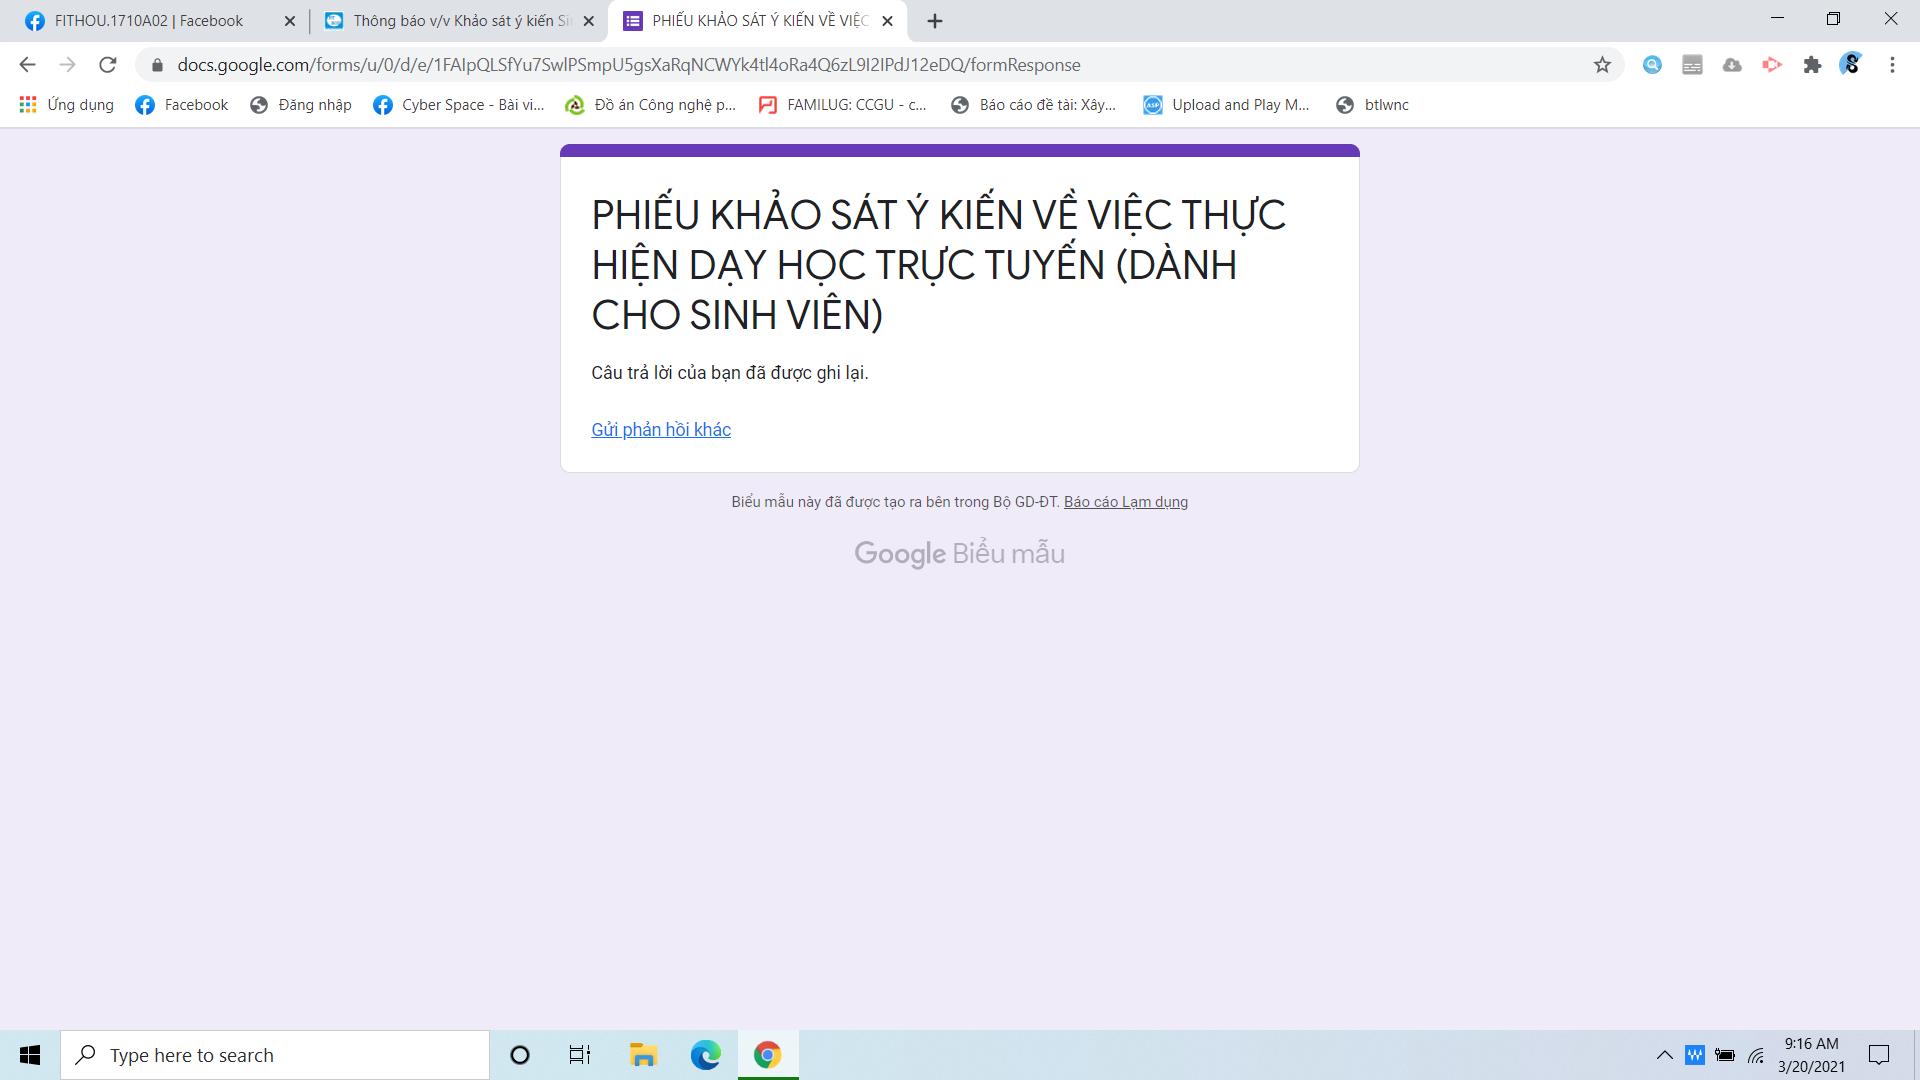 FITHOU.1710A02 | Facebook
Thông báo v/v Khảo sát ý kiến Si
PHIẾU KHẢO SÁT Ý KIẾN VỀ VIỆC
docs.google.com/forms/u/0/d/e/1FAIpQLSfYu7SwlPSmpU5gsXaRqNCWYk4tl4oRa4Q6zL9I2IPdJ12eDQ/formResponse
Ứng dụng
Facebook
Đăng nhập
Cyber Space - Bài vi...
Đồ án Công nghệ p...
FAMILUG: CCGU - c...
Báo cáo đề tài: Xây...
Upload and Play M...
btlwnc
PHIẾU KHẢO SÁT Ý KIẾN VỀ VIỆC THỰC
HIỆN DẠY HỌC TRỰC TUYẾN (DÀNH
CHO SINH VIÊN)
Câu trả lời của bạn đã được ghi lại.
Gửi phản hồi khác
Biểu mẫu này đã được tạo ra bên trong Bộ GD-ĐT. Báo cáo Lạm dụng
Google Biểu mẫu
Type here to search
9:16 AM
3/20/2021